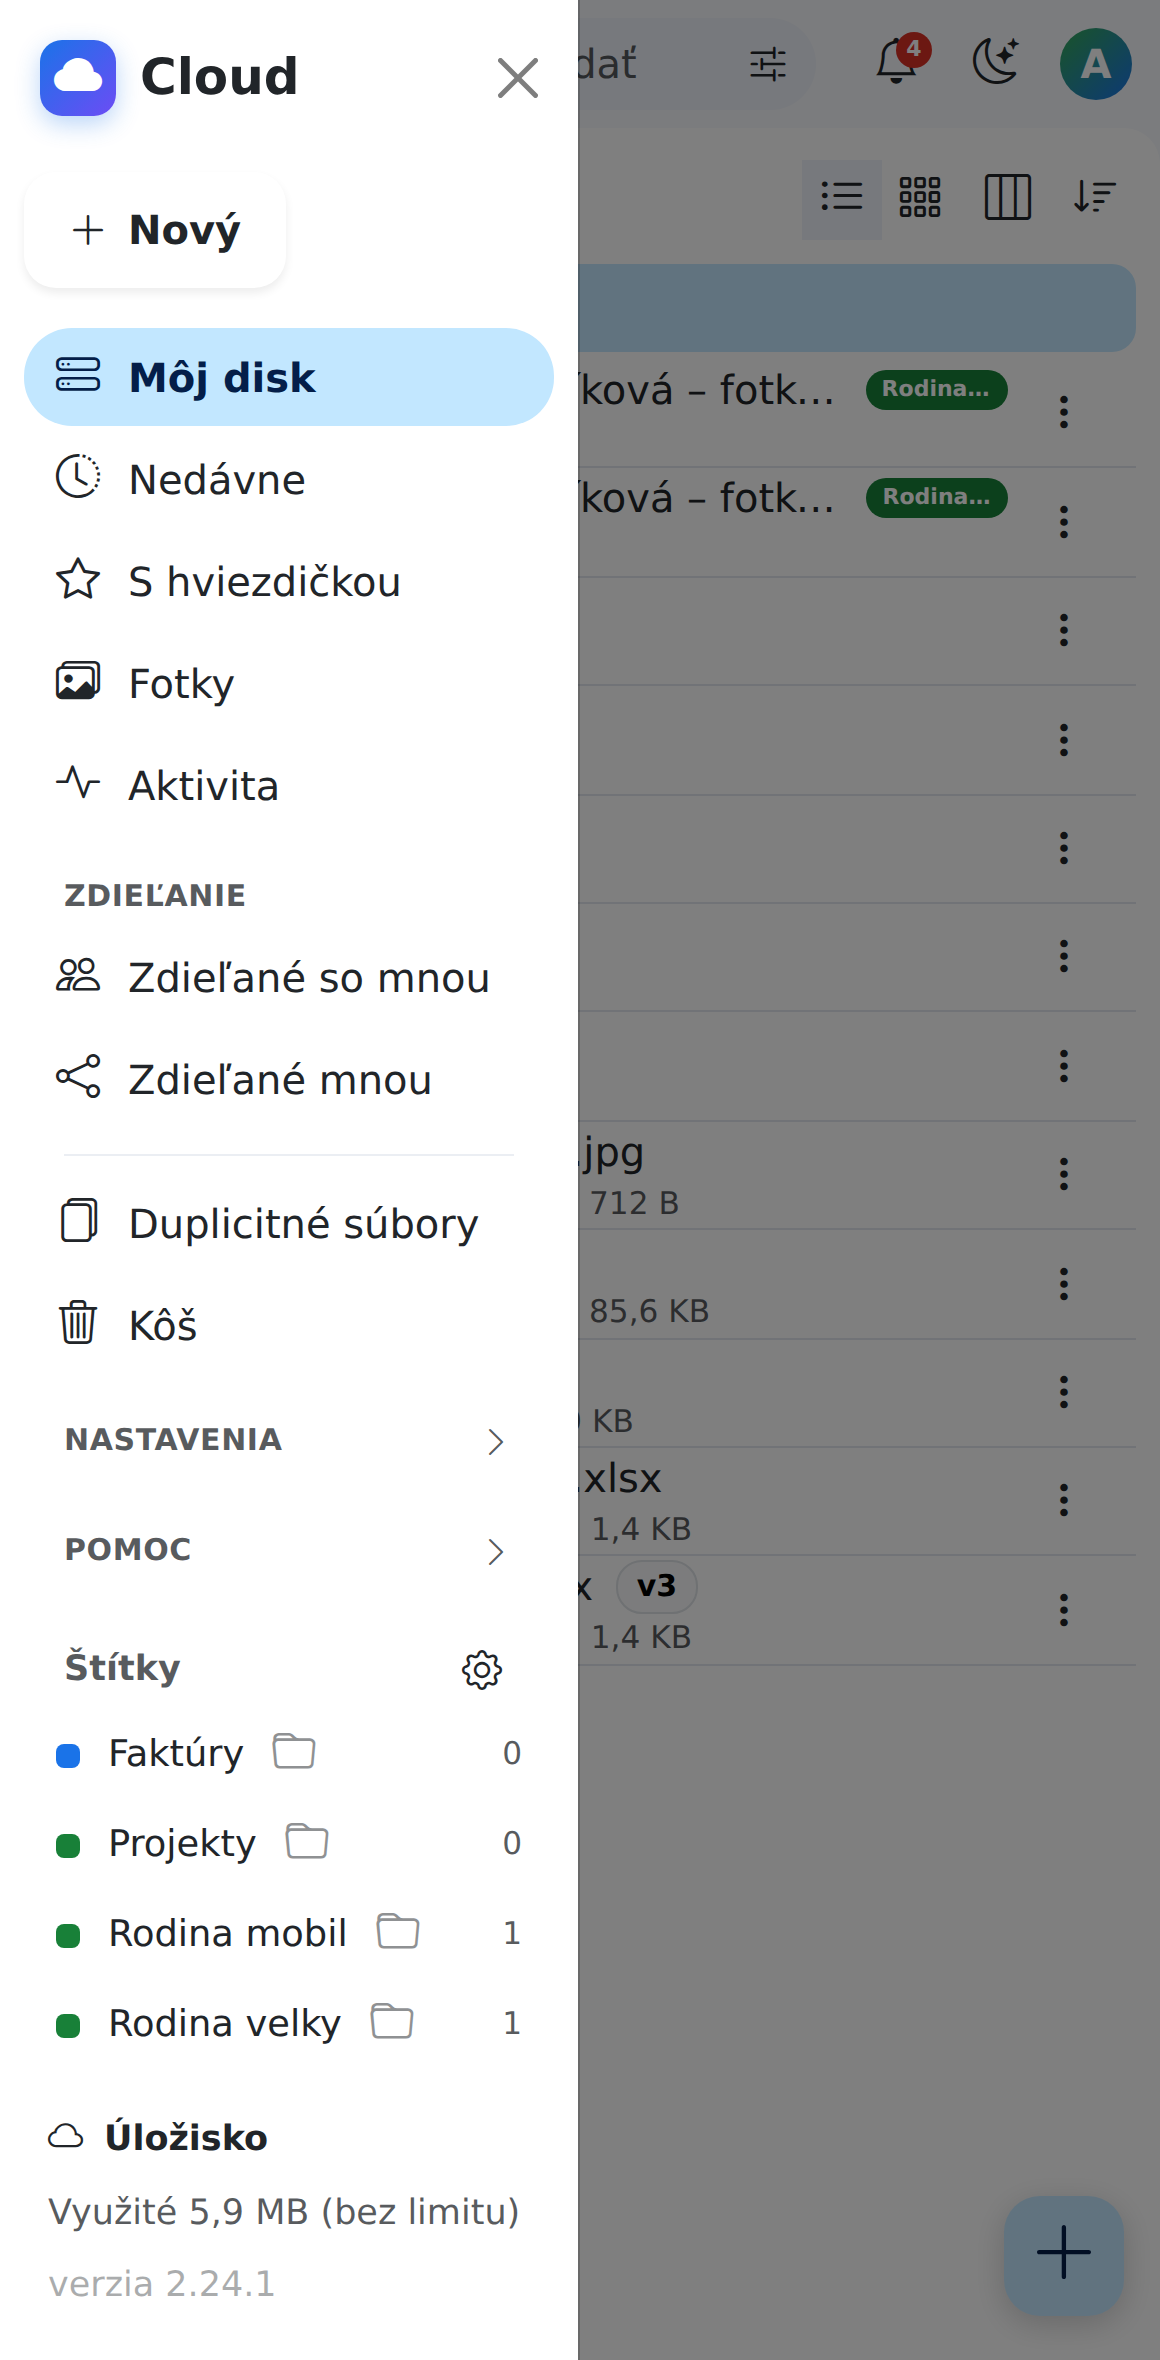 Cloud
dať
4
A
Nový
Môj disk
ková – fotk...
Rodina...
Nedávne
ková – fotk...
Rodina...
S hviezdičkou
Fotky
Aktivita
ZDIEĽANIE
Zdieľané so mnou
Zdieľané mnou
.jpg
712 B
Duplicitné súbory
85,6 KB
Kôš
KB
NASTAVENIA
.xlsx
1,4 KB
POMOC
x v3
1,4 KB
Štítky
Faktúry 0
Projekty 0
Rodina mobil 1
Rodina velky 1
Úložisko
Využité 5,9 MB (bez limitu)
verzia 2.24.1